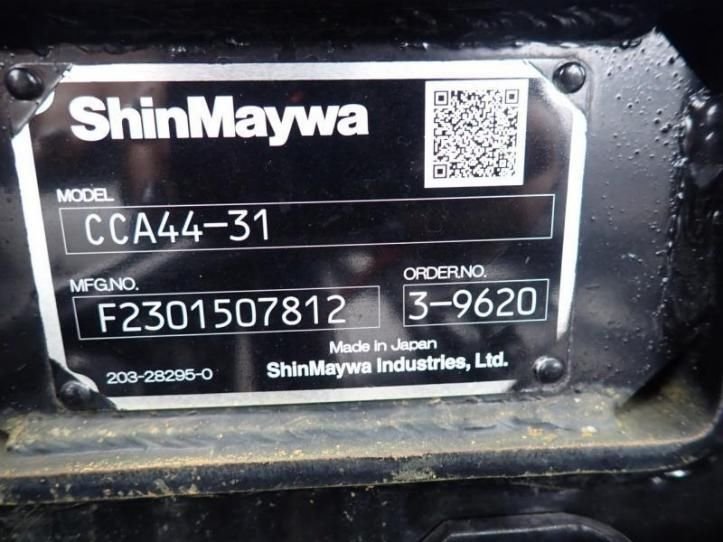 ShinMaywa
MODEL
CCA44-31
MFG.NO.
F2301507812
ORDER.NO.
3-9620
Made in Japan
203-28295-0
ShinMaywa Industries, Ltd.